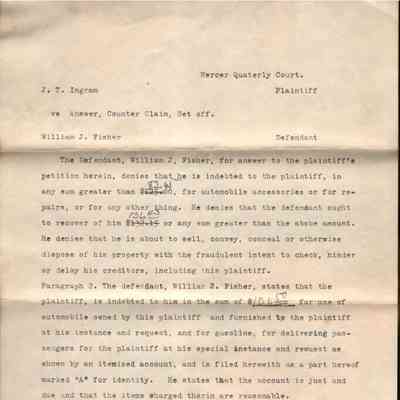 Mercer Quaterly Court.
J. T. Ingram Plaintiff
vs Answer, Counter Claim, Set off.
William J. Fisher Defendant
The Defendant, William J. Fisher, for answer to the plaintiff's
petition herein, denies that he is indebted to the plaintiff, in
any sum greater than for automobile accessories or for re-
pairs, or for any other thing. He denies that the defendant ought
to recover of him or any sum greater than the above amount.
He denies that he is about to sell, convey, conceal or otherwise
dispose of his property with the fraudulent intent to cheat, hinder
or delay his creditors, including this plaintiff.
Paragraph 2. The defendant, William J. Fisher, states that the
plaintiff, is indebted to him in the sum of for use of
automobile owned by this plaintiff and furnished to the plaintiff
at his instance and request, and for gasoline, for delivering pas-
sengers for the plaintiff at his special instance and request as
shown by an itemized account, and is filed herewith as a part hereof
marked "A" for identity. He states that the account is just and
due and that the items charged therein are reasonable.